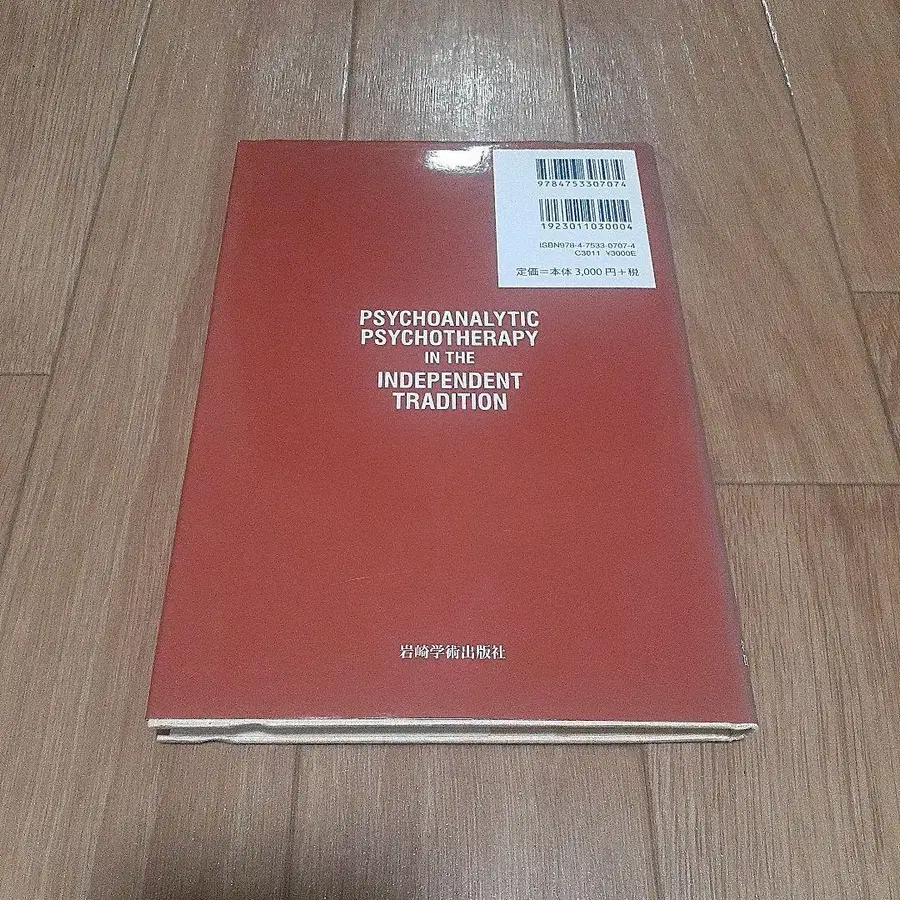 9784753307074
1923011030004
ISBN978-4-7533-0707-4
C3011 ¥3000E
定価=本体 3,000 円+税
PSYCHOANALYTIC
PSYCHOTHERAPY
IN THE
INDEPENDENT
TRADITION
岩崎学術出版社